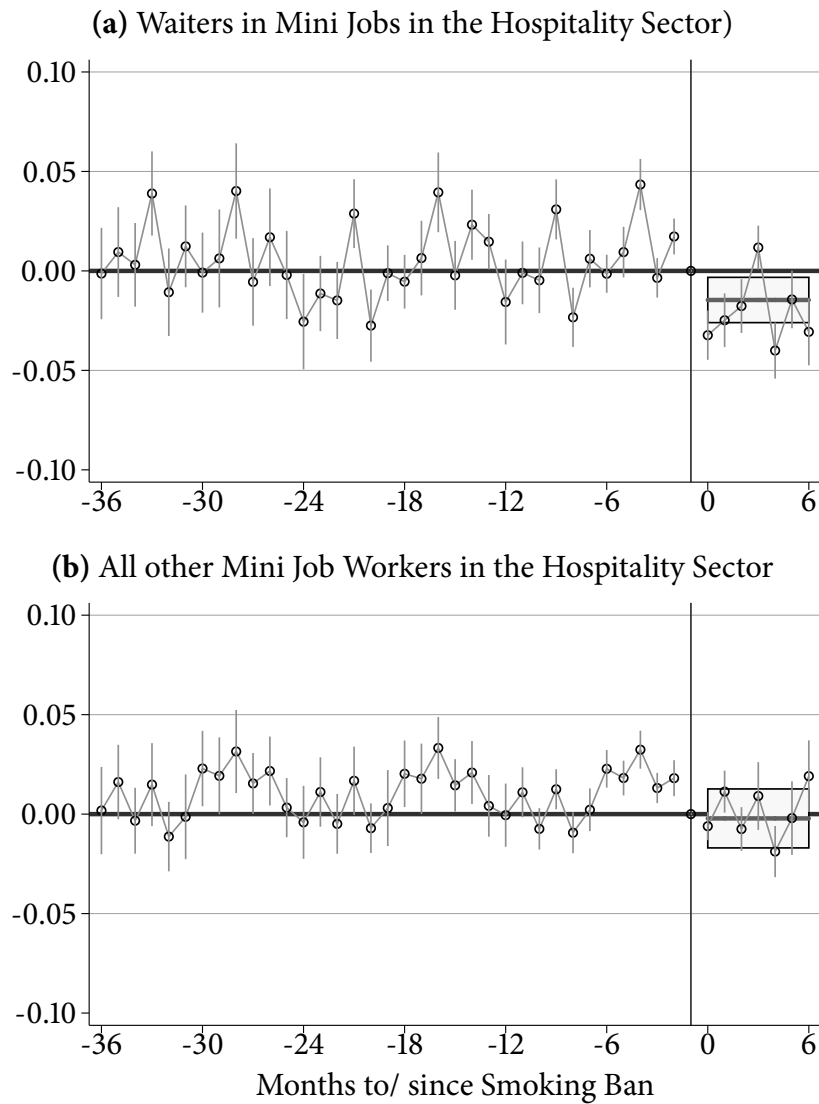 (a) Waiters in Mini Jobs in the Hospitality Sector)
0.10
0.05
0.00
-0.05
-0.10
-36 -30 -24 -18 -12 -6 0 6
(b) All other Mini Job Workers in the Hospitality Sector
0.10
0.05
0.00
-0.05
-0.10
-36 -30 -24 -18 -12 -6 0 6
Months to/ since Smoking Ban